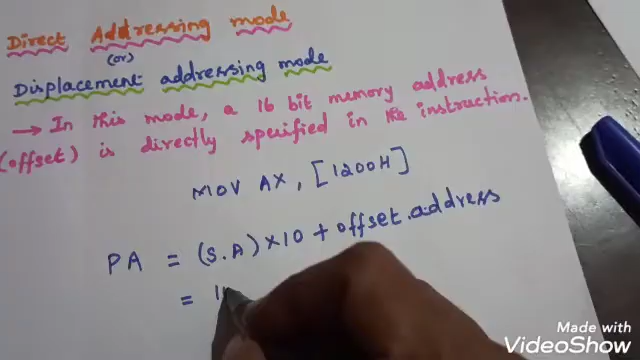 Direct Addressing mode
(or)
Displacement addressing mode
→ In this mode, a 16 bit memory address
(offset) is directly specified in the instruction.
MOV AX, [1200H]
PA = (S.A) × 10 + offset.address
= 1
Made with
VideoShow